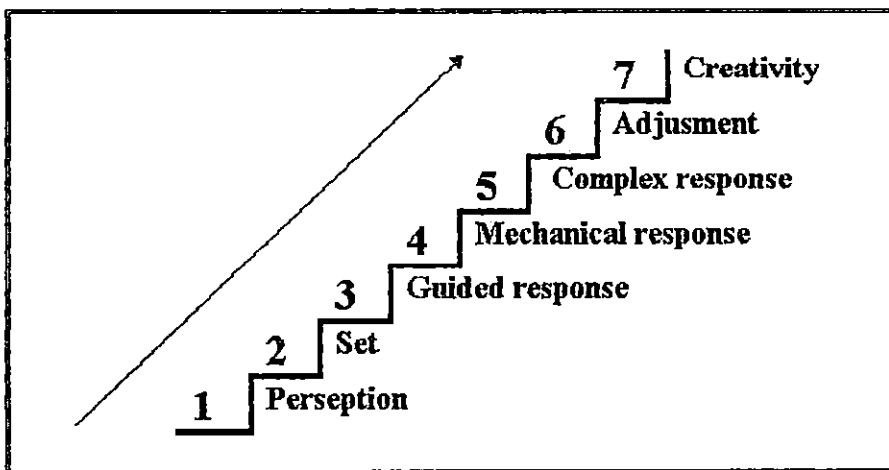 7 Creativity
6 Adjusment
Complex response
5
Mechanical response
4
Guided response
3
Set
2
Perseption
1